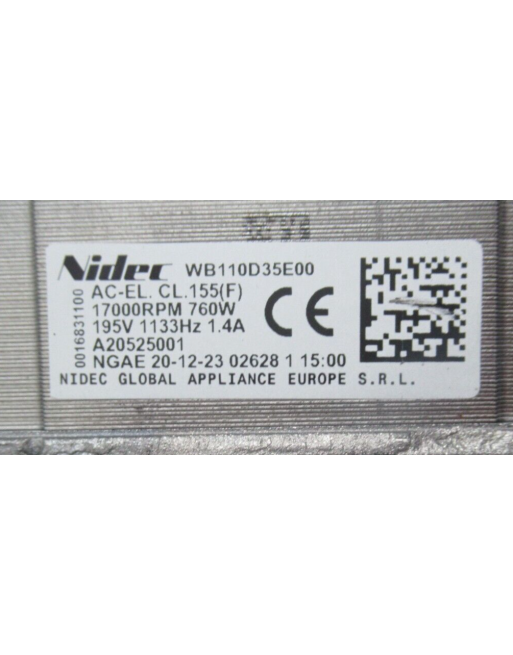 Nidec WB110D35E00
AC-EL. CL.155(F)
17000RPM 760W
195V 1133Hz 1.4A
A20525001
NGAE 20-12-23 02628 1 15:00
NIDEC GLOBAL APPLIANCE EUROPE S.R.L.
0016831100
CE